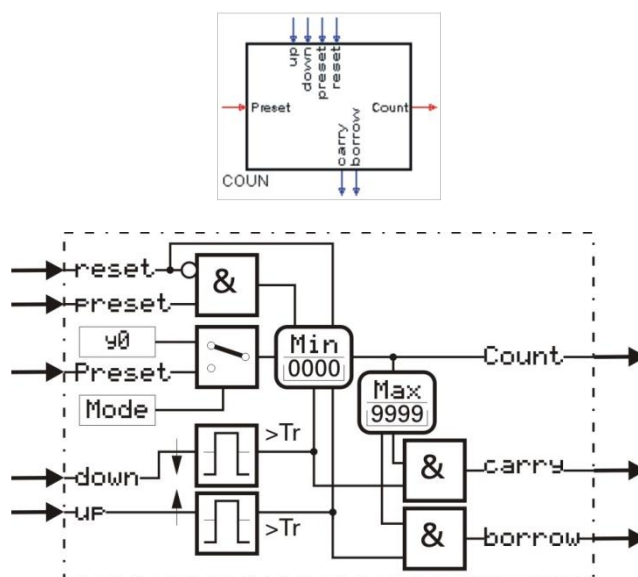 up
down
preset
reset
Preset
Count
carry
borrow
COUN
reset
preset
&
y0
Preset
Mode
Min
0000
Count
Max
9999
>Tr
down
&
carry
up
>Tr
&
borrow